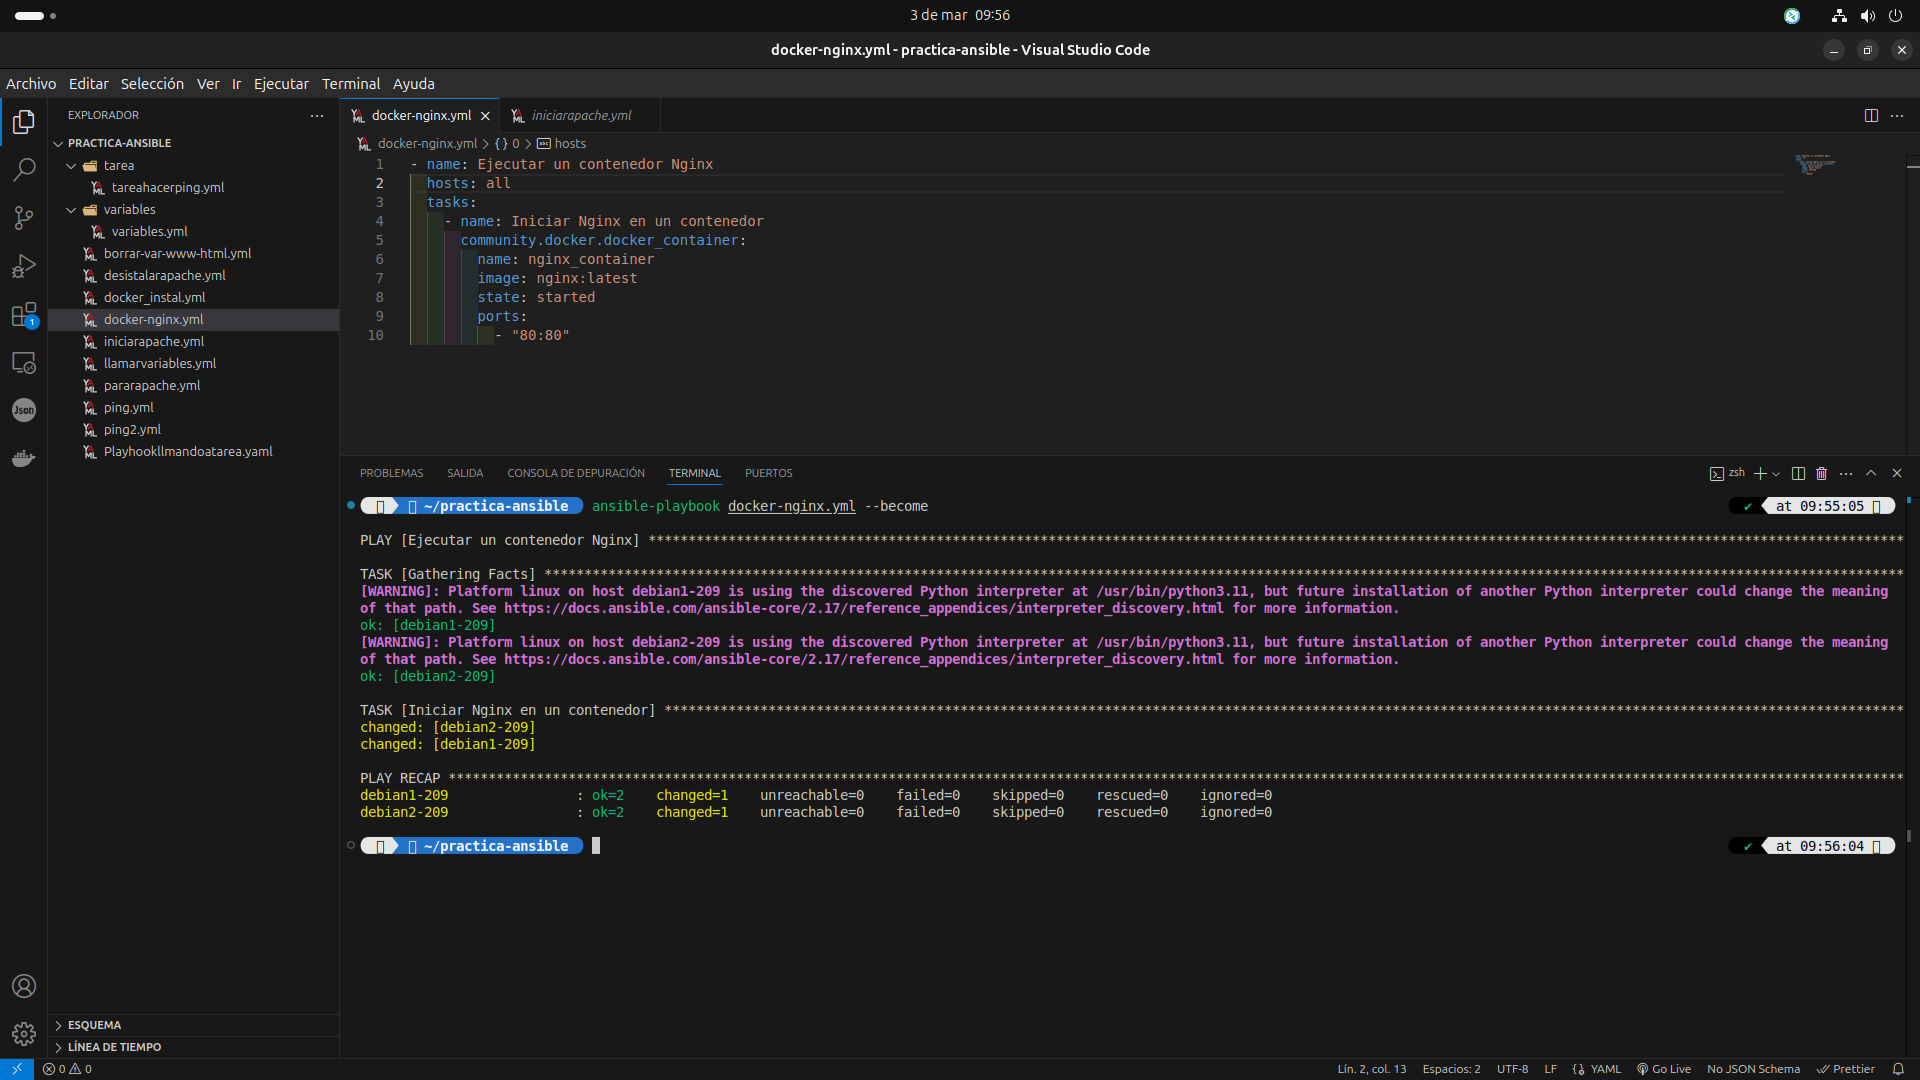 3 de mar 09:56
docker-nginx.yml - practica-ansible - Visual Studio Code
Archivo Editar Selección Ver Ir Ejecutar Terminal Ayuda
EXPLORADOR
PRACTICA-ANSIBLE
tarea
tareahacerping.yml
variables
variables.yml
borrar-var-www-html.yml
desistalarapache.yml
docker_instal.yml
docker-nginx.yml
iniciarapache.yml
llamarvariables.yml
pararapache.yml
ping.yml
ping2.yml
Playhookllmandoatarea.yaml
ESQUEMA
LÍNEA DE TIEMPO
1
Json
docker-nginx.yml iniciarapache.yml
docker-nginx.yml > {} 0 > abc hosts
1 - name: Ejecutar un contenedor Nginx
2 hosts: all
3 tasks:
4 - name: Iniciar Nginx en un contenedor
5 community.docker.docker_container:
6 name: nginx_container
7 image: nginx:latest
8 state: started
9 ports:
10 - "80:80"
PROBLEMAS SALIDA CONSOLA DE DEPURACIÓN TERMINAL PUERTOS zsh
~/practica-ansible ansible-playbook docker-nginx.yml --become ✔ at 09:55:05
PLAY [Ejecutar un contenedor Nginx] ****************************************************************
TASK [Gathering Facts] ****************************************************************
[WARNING]: Platform linux on host debian1-209 is using the discovered Python interpreter at /usr/bin/python3.11, but future installation of another Python interpreter could change the meaning
of that path. See https://docs.ansible.com/ansible-core/2.17/reference_appendices/interpreter_discovery.html for more information.
ok: [debian1-209]
[WARNING]: Platform linux on host debian2-209 is using the discovered Python interpreter at /usr/bin/python3.11, but future installation of another Python interpreter could change the meaning
of that path. See https://docs.ansible.com/ansible-core/2.17/reference_appendices/interpreter_discovery.html for more information.
ok: [debian2-209]
TASK [Iniciar Nginx en un contenedor] ****************************************************************
changed: [debian2-209]
changed: [debian1-209]
PLAY RECAP ****************************************************************
debian1-209 : ok=2 changed=1 unreachable=0 failed=0 skipped=0 rescued=0 ignored=0
debian2-209 : ok=2 changed=1 unreachable=0 failed=0 skipped=0 rescued=0 ignored=0
~/practica-ansible ✔ at 09:56:04
0 0 Lín. 2, col. 13 Espacios: 2 UTF-8 LF {} YAML Go Live No JSON Schema Prettier